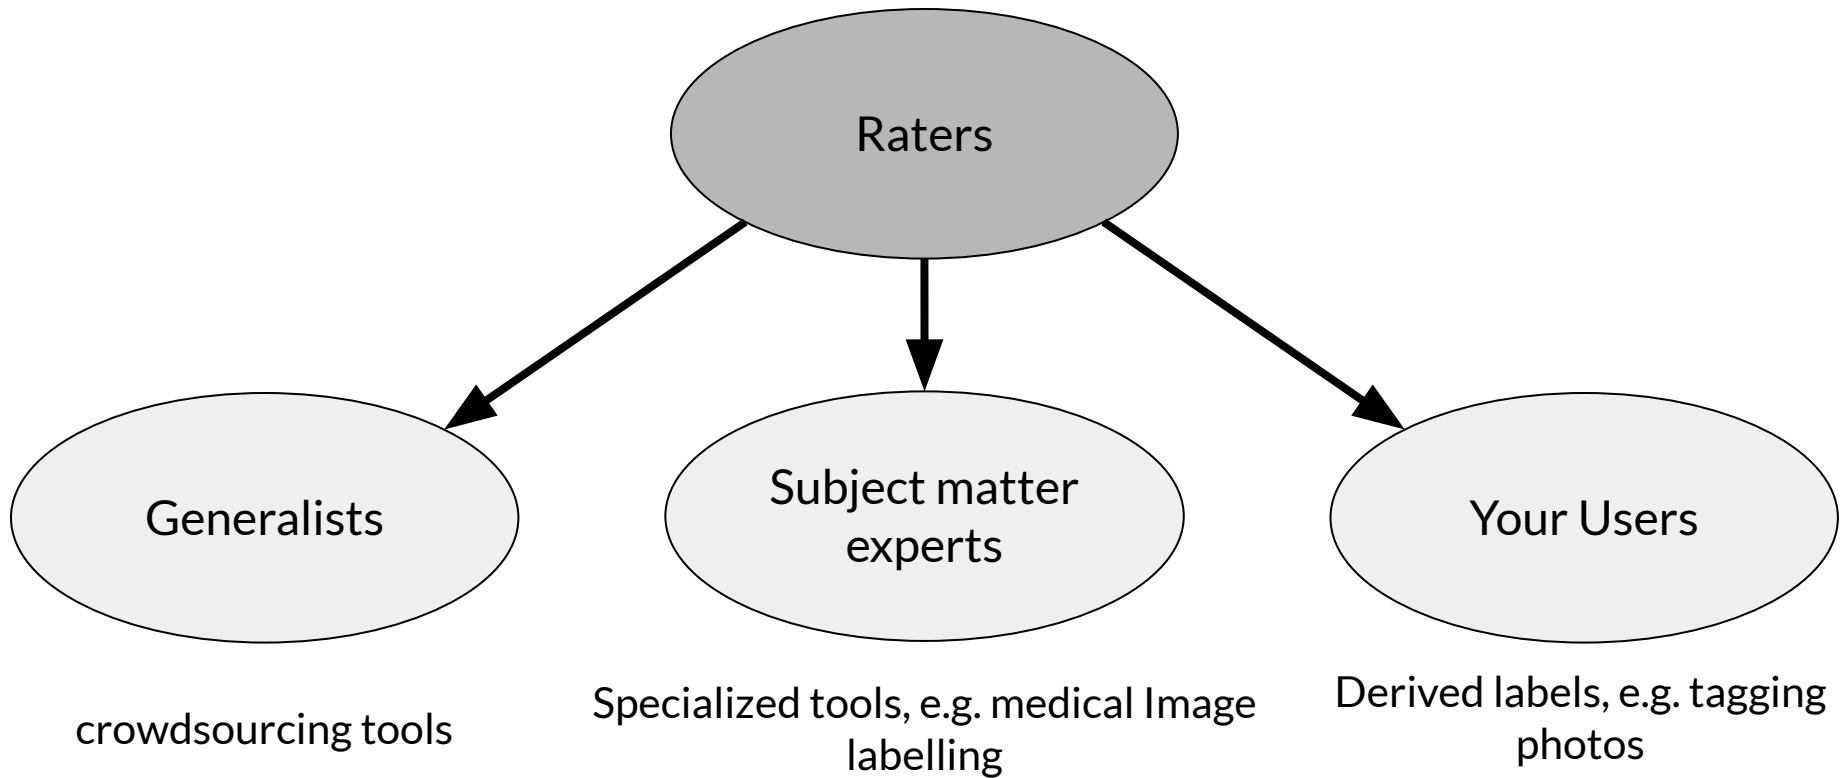 Raters
Generalists
Subject matter
experts
Your Users
crowdsourcing tools
Specialized tools, e.g. medical Image
labelling
Derived labels, e.g. tagging
photos